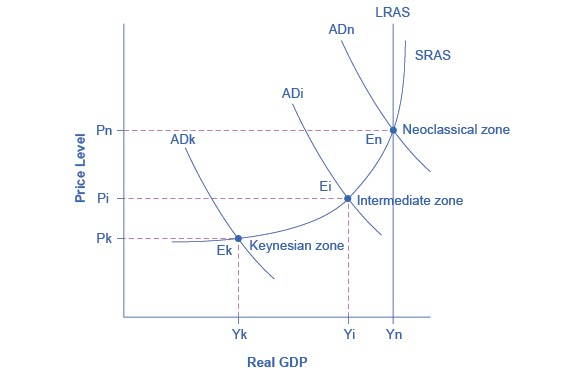 LRAS
ADn
SRAS
ADi
Pn
Neoclassical zone
En
ADk
Price Level
Ei
Pi
Intermediate zone
Pk
Keynesian zone
Ek
Yk
Yi
Yn
Real GDP